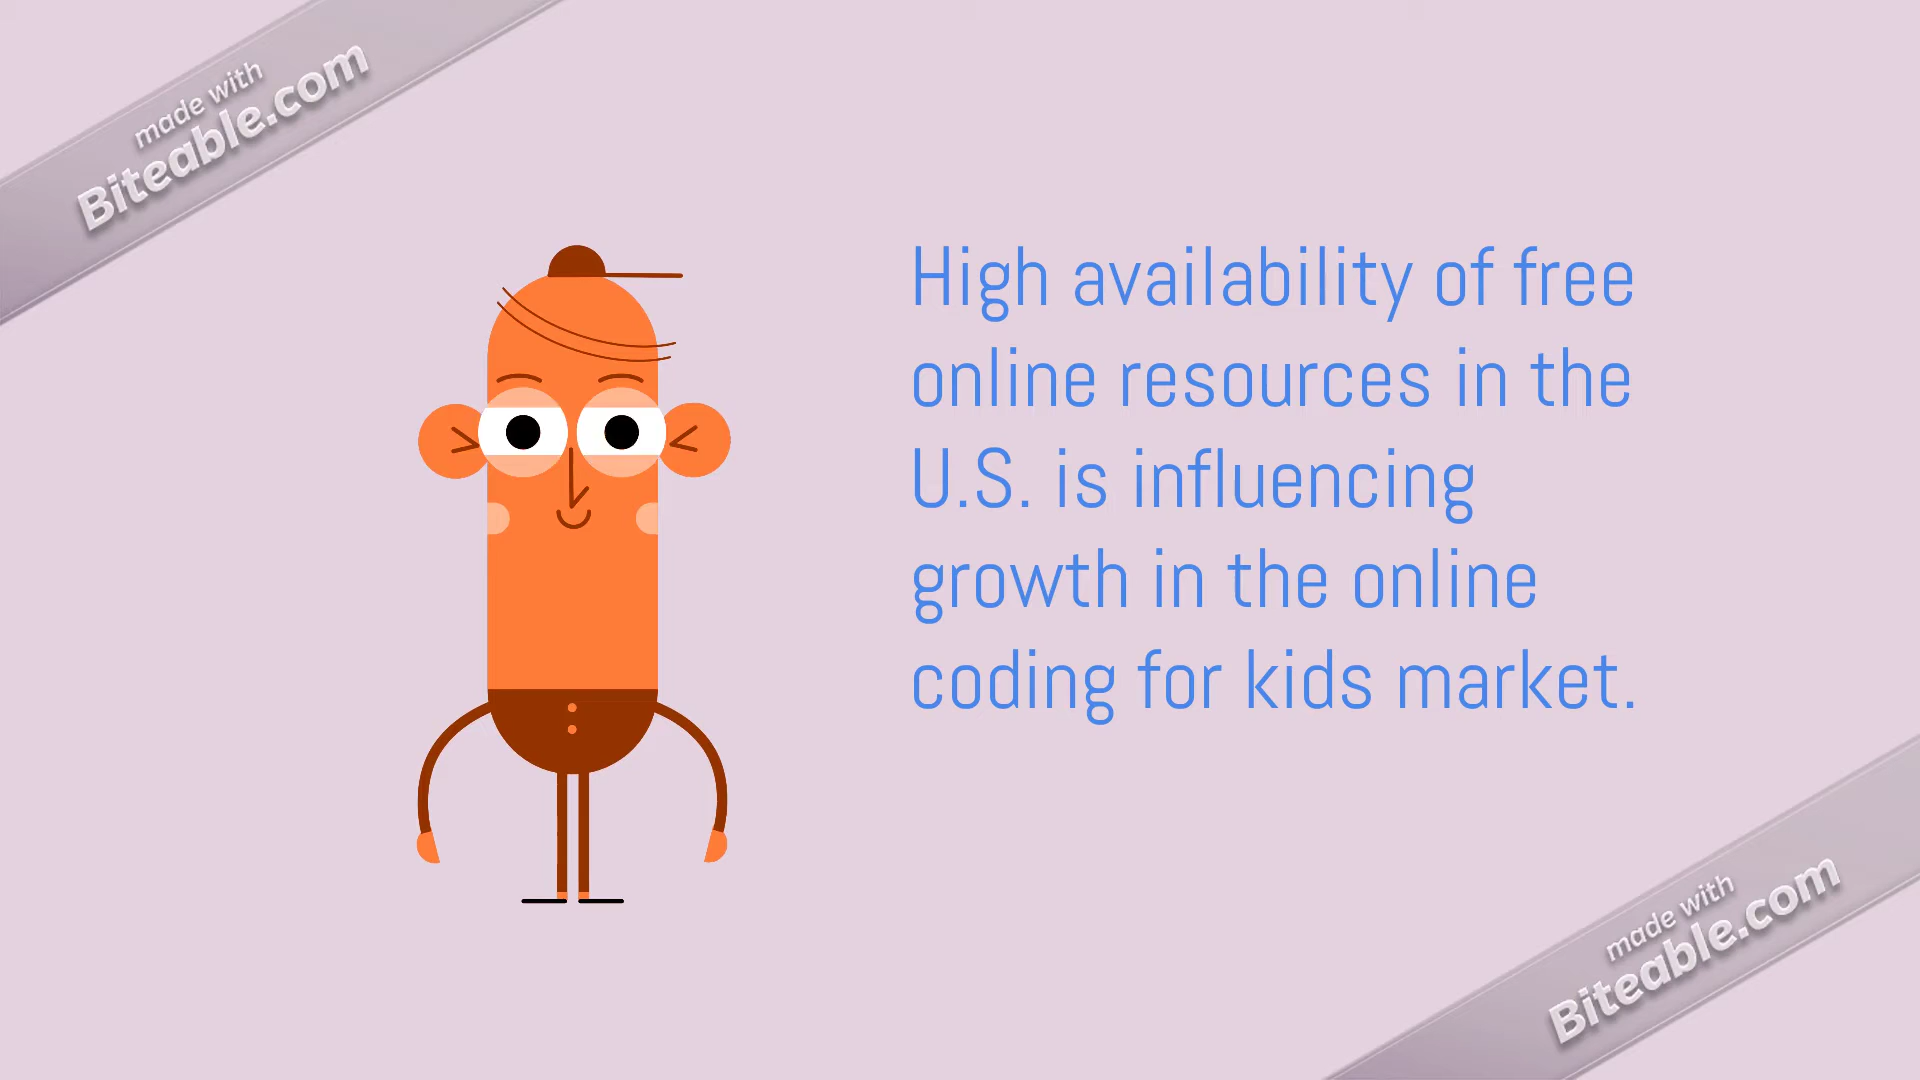 made with
Biteable.com
High availability of free
online resources in the
U.S. is influencing
growth in the online
coding for kids market.
made with
Biteable.com